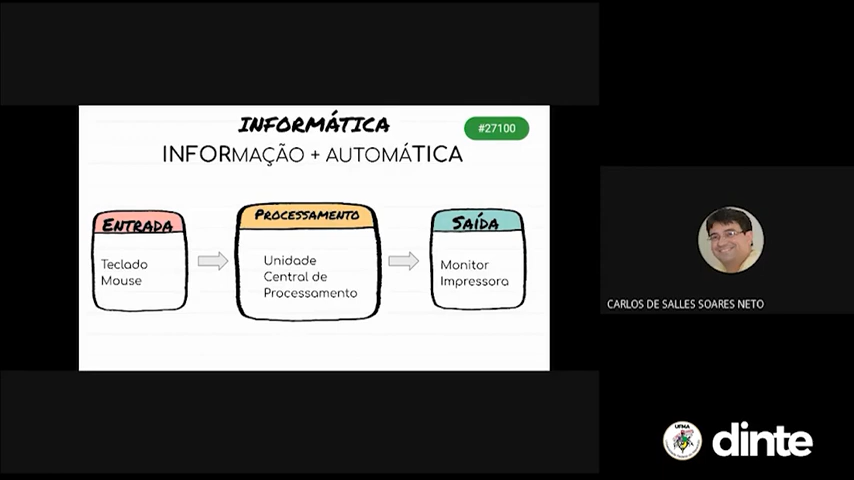 INFORMÁTICA
#27100
INFORMAÇÃO + AUTOMÁTICA
ENTRADA
Teclado
Mouse
PROCESSAMENTO
Unidade
Central de
Processamento
SAÍDA
Monitor
Impressora
CARLOS DE SALLES SOARES NETO
UFMA
dinte